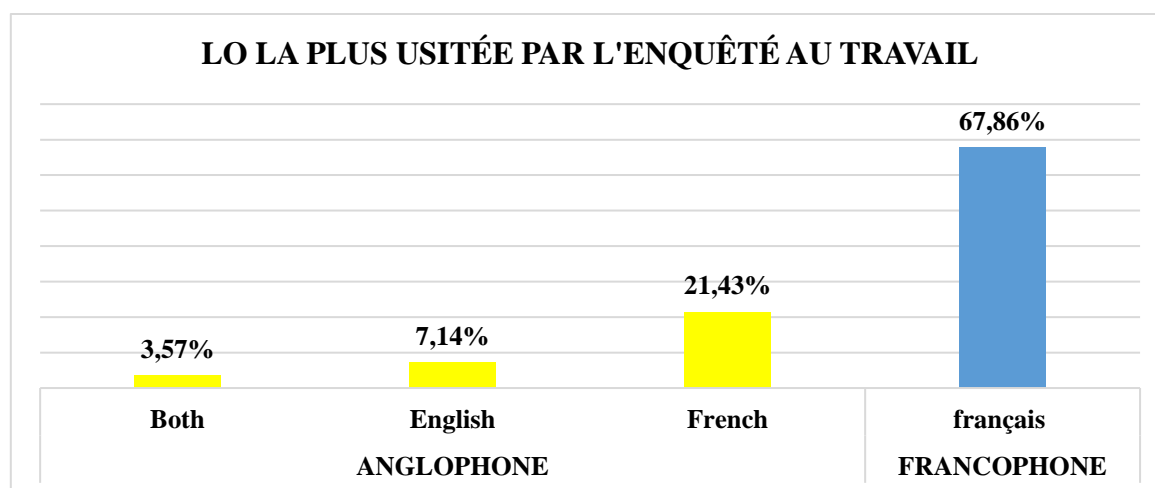 LO LA PLUS USITÉE PAR L'ENQUÊTÉ AU TRAVAIL
67,86%
21,43%
7,14%
3,57%
Both English French français
ANGLOPHONE FRANCOPHONE